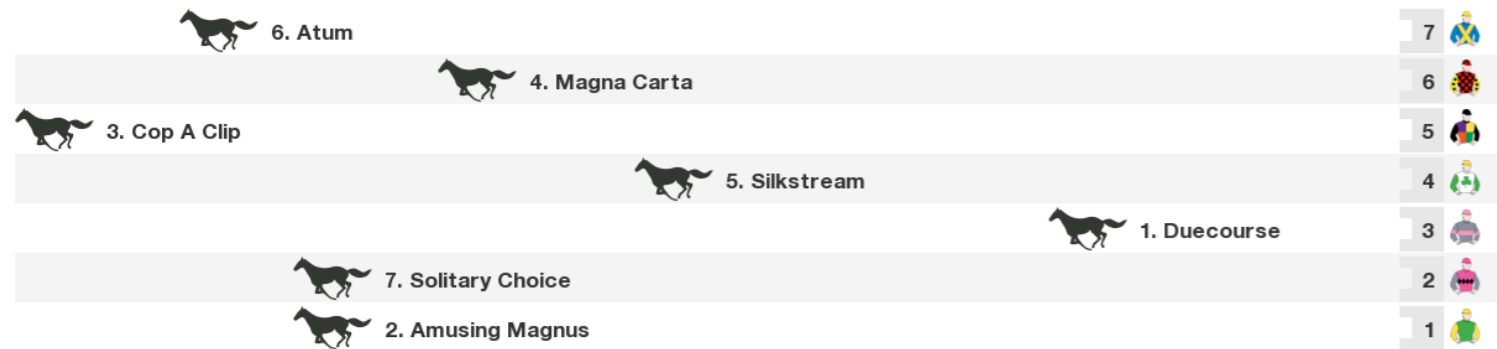 6. Atum 7
4. Magna Carta 6
3. Cop A Clip 5
5. Silkstream 4
1. Duecourse 3
7. Solitary Choice 2
2. Amusing Magnus 1